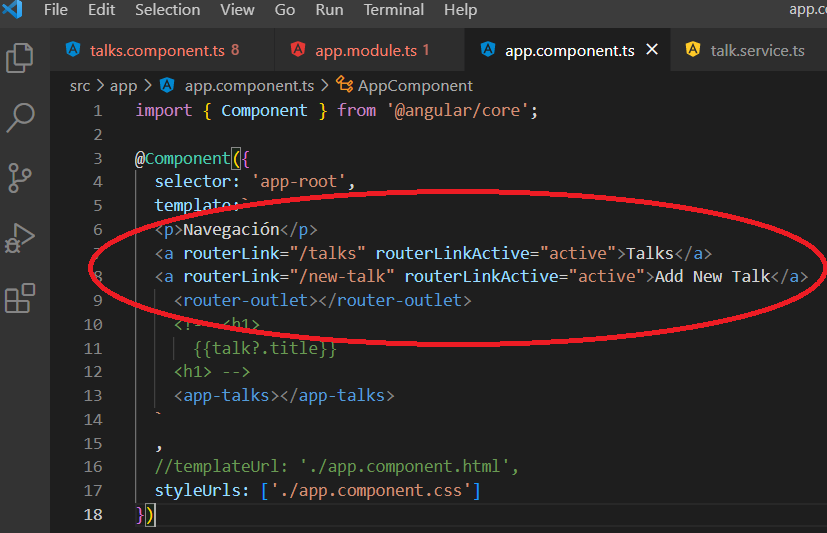 File Edit Selection View Go Run Terminal Help app.co
talks.component.ts 8 app.module.ts 1 app.component.ts talk.service.ts
src > app > app.component.ts > AppComponent
1 import { Component } from '@angular/core';
2
3 @Component({
4 selector: 'app-root',
5 template:`
6 <p>Navegación</p>
7 <a routerLink="/talks" routerLinkActive="active">Talks</a>
8 <a routerLink="/new-talk" routerLinkActive="active">Add New Talk</a>
9 <router-outlet></router-outlet>
10 <!-- <h1>
11 {{talk?.title}}
12 <h1> -->
13 <app-talks></app-talks>
14 `
15 ,
16 //templateUrl: './app.component.html',
17 styleUrls: ['./app.component.css']
18 })